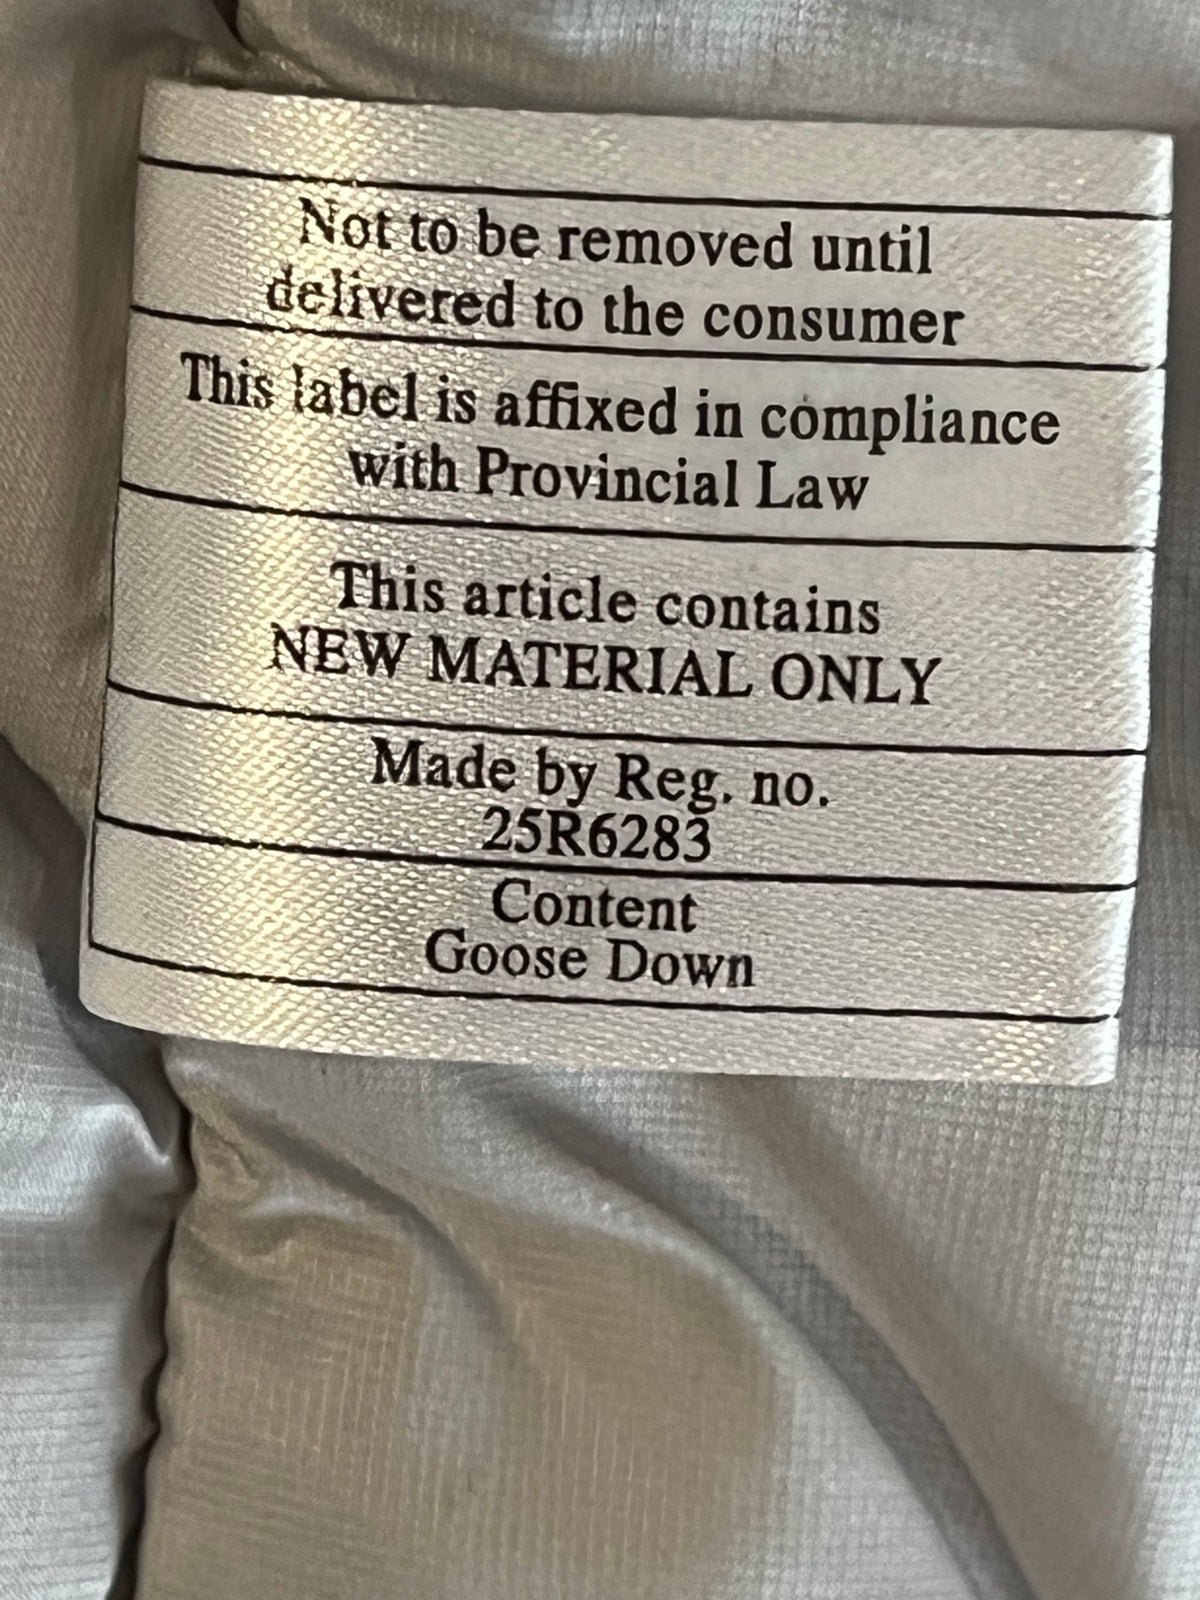 Not to be removed until
delivered to the consumer
This label is affixed in compliance
with Provincial Law
This article contains
NEW MATERIAL ONLY
Made by Reg. no.
25R6283
Content
Goose Down